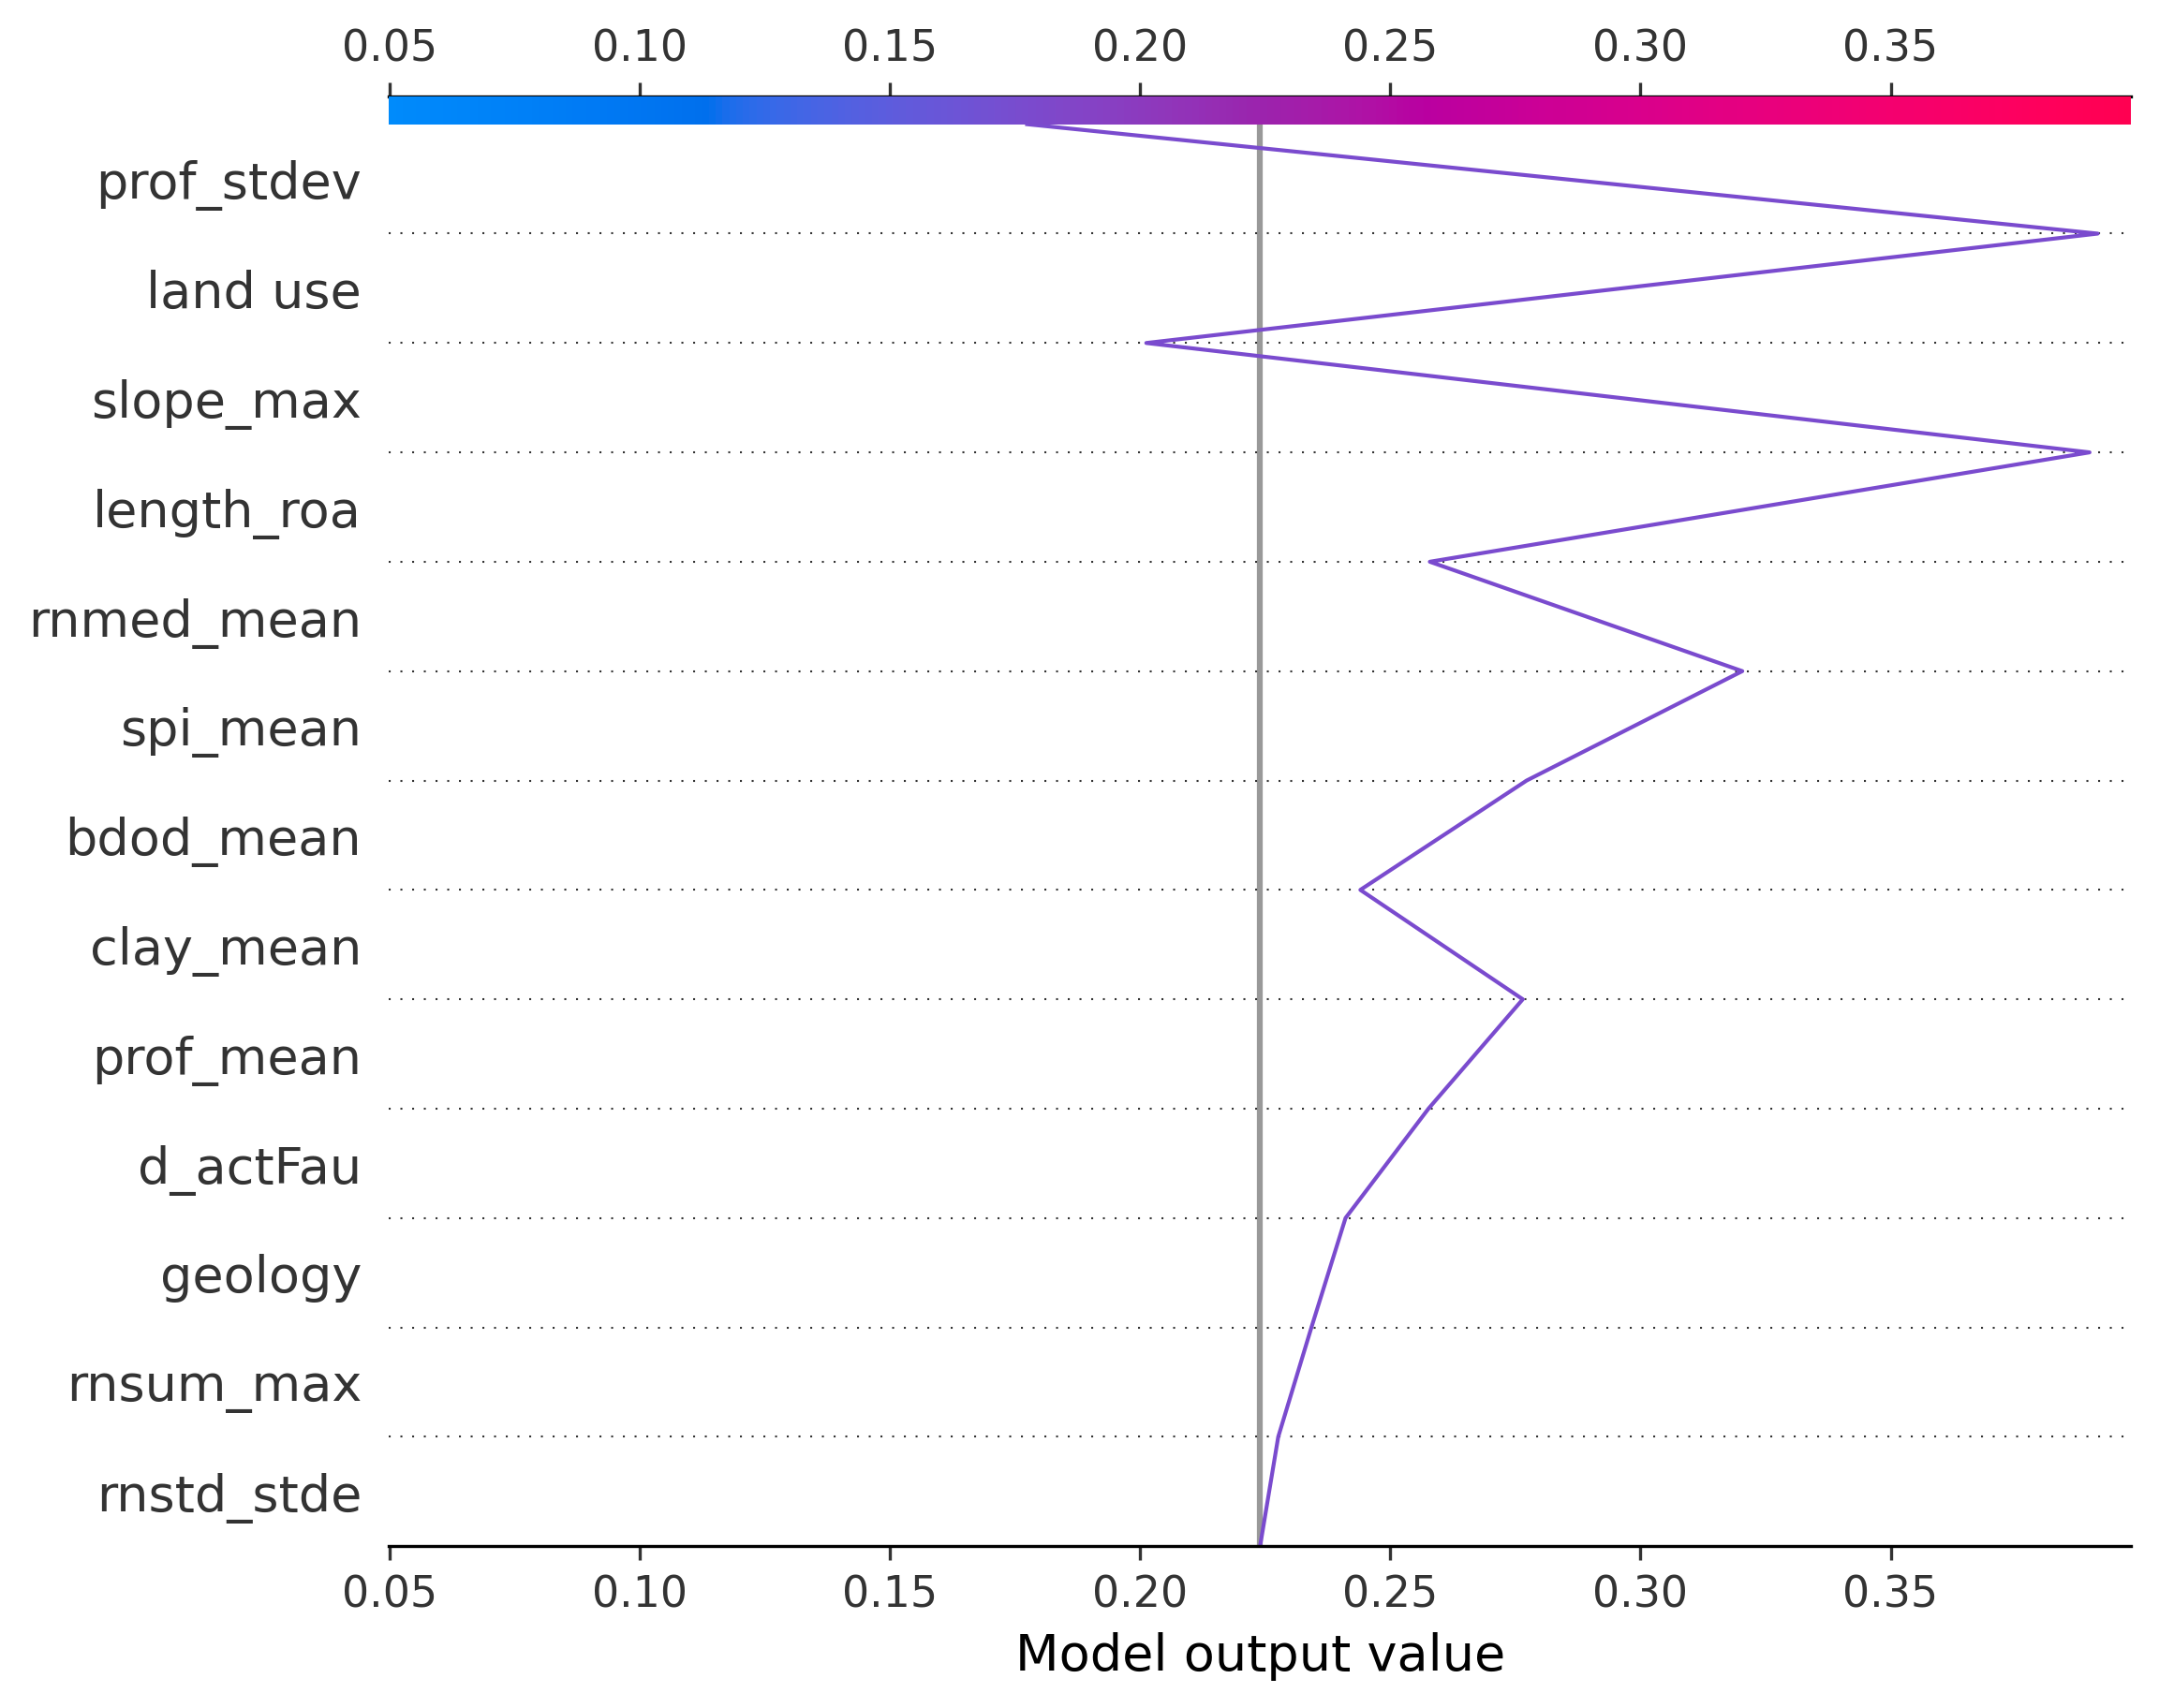 0.05 0.10 0.15 0.20 0.25 0.30 0.35
prof_stdev
land use
slope_max
length_roa
rnmed_mean
spi_mean
bdod_mean
clay_mean
prof_mean
d_actFau
geology
rnsum_max
rnstd_stde
0.05 0.10 0.15 0.20 0.25 0.30 0.35
Model output value